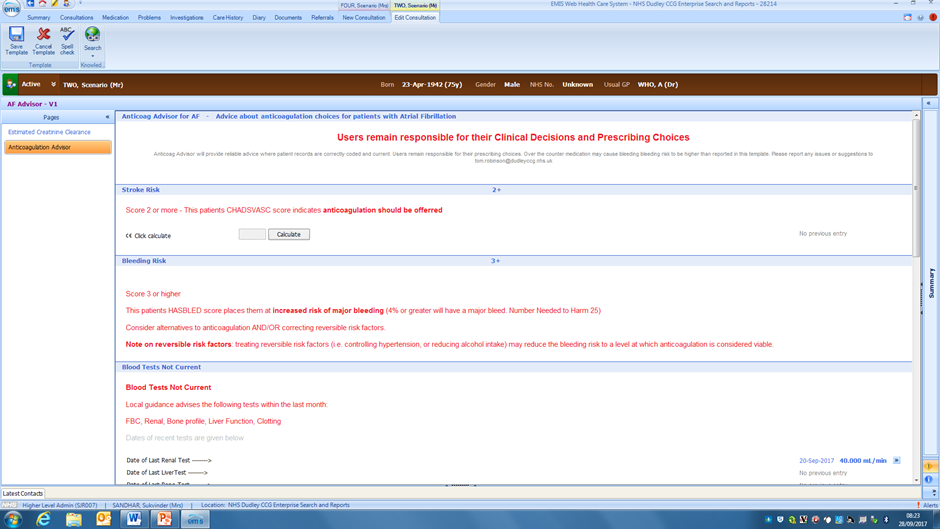 emis
FOUR, Scenario (Mrs)
TWO, Scenario (Mr)
EMIS Web Health Care System - NHS Dudley CCG Enterprise Search and Reports - 28214
Summary Consultations Medication Problems Investigations Care History Diary Documents Referrals New Consultation Edit Consultation
Save Template
Cancel Template
ABC
Spell check
Search
Template
Knowled...
Active TWO, Scenario (Mr) Born 23-Apr-1942 (75y) Gender Male NHS No. Unknown Usual GP WHO, A (Dr)
AF Advisor - V1
Pages
Estimated Creatinine Clearance
Anticoagulation Advisor
Anticoag Advisor for AF - Advice about anticoagulation choices for patients with Atrial Fibrillation
Users remain responsible for their Clinical Decisions and Prescribing Choices
Anticoag Advisor will provide reliable advice where patient records are correctly coded and current. Users remain responsible for their prescribing choices. Over the counter medication may cause bleeding bleeding risk to be higher than reported in this template. Please report any issues or suggestions to
tom.robinson@dudleyccg.nhs.uk
Stroke Risk 2+
Score 2 or more - This patients CHADSVASC score indicates anticoagulation should be offerred
<< Click calculate Calculate No previous entry
Bleeding Risk 3+
Score 3 or higher
This patients HASBLED score places them at increased risk of major bleeding (4% or greater will have a major bleed. Number Needed to Harm 25)
Consider alternatives to anticoagulation AND/OR correcting reversible risk factors.
Note on reversible risk factors: treating reversible risk factors (i.e. controlling hypertension, or reducing alcohol intake) may reduce the bleeding risk to a level at which anticoagulation is considered viable.
Blood Tests Not Current
Blood Tests Not Current
Local guidance advises the following tests within the last month:
FBC, Renal, Bone profile, Liver Function, Clotting
Dates of recent tests are given below
Date of Last Renal Test ------> 20-Sep-2017 40.000 mL/min
Date of Last LiverTest ------> No previous entry
Summary
Latest Contacts
Higher Level Admin (SJR007) SANDHAR, Sukvinder (Mrs) Location: NHS Dudley CCG Enterprise Search and Reports Alerts
08:23
28/09/2017